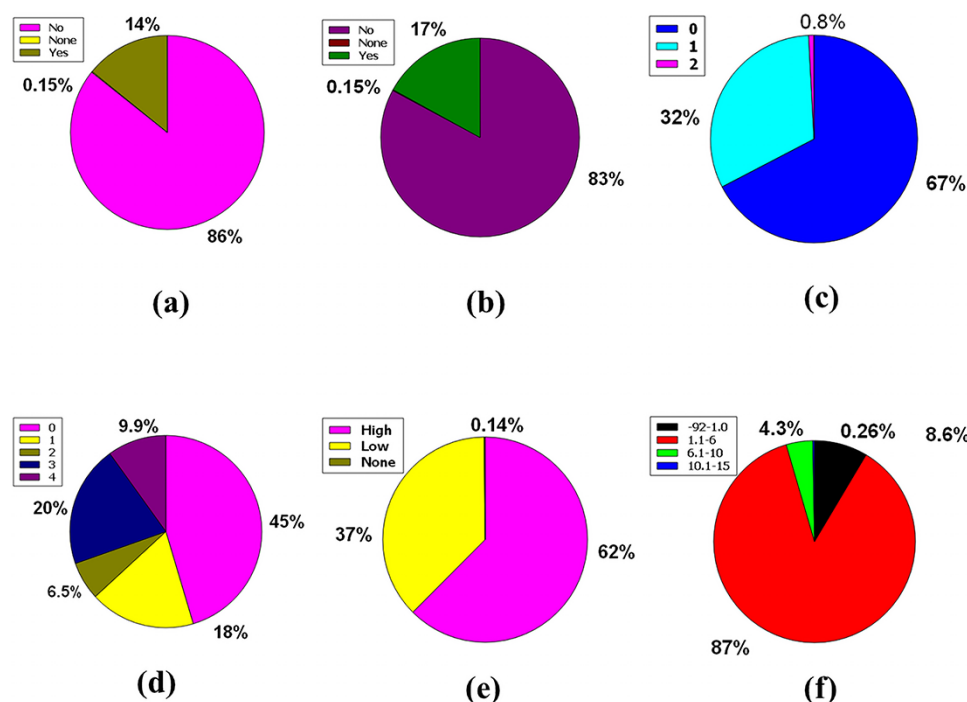 No
None
Yes
14%
0.15%
86%
(a)
No
None
Yes
17%
0.15%
83%
(b)
0
1
2
0.8%
32%
67%
(c)
0
1
2
3
4
9.9%
20%
45%
6.5%
18%
(d)
High
Low
None
0.14%
37%
62%
(e)
-92-1.0
1.1-6
6.1-10
10.1-15
4.3%
0.26%
8.6%
87%
(f)